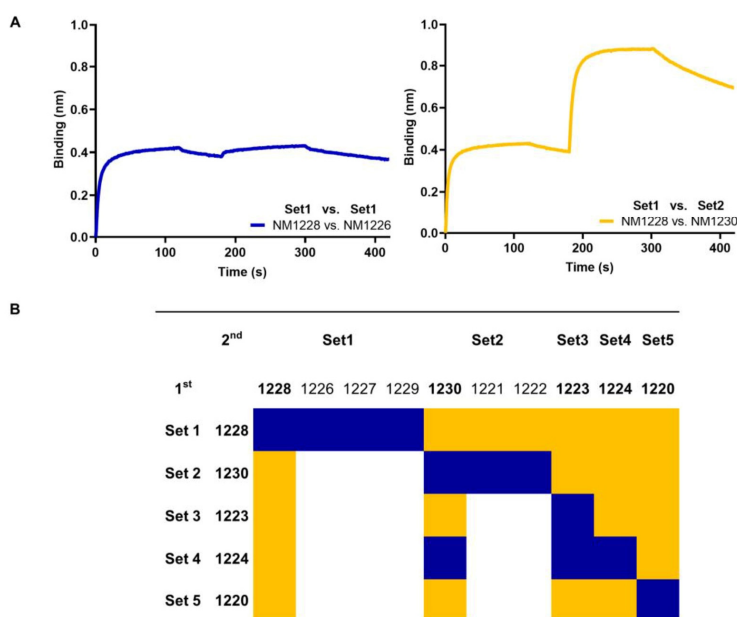 A
Binding (nm)
1.0
0.8
0.6
0.4
0.2
0.0
0 100 200 300 400
Time (s)
Set1 vs. Set1
NM1228 vs. NM1226
Binding (nm)
1.0
0.8
0.6
0.4
0.2
0.0
0 100 200 300 400
Time (s)
Set1 vs. Set2
NM1228 vs. NM1230
B
2nd Set1 Set2 Set3 Set4 Set5
1st 1228 1226 1227 1229 1230 1221 1222 1223 1224 1220
Set 1 1228
Set 2 1230
Set 3 1223
Set 4 1224
Set 5 1220